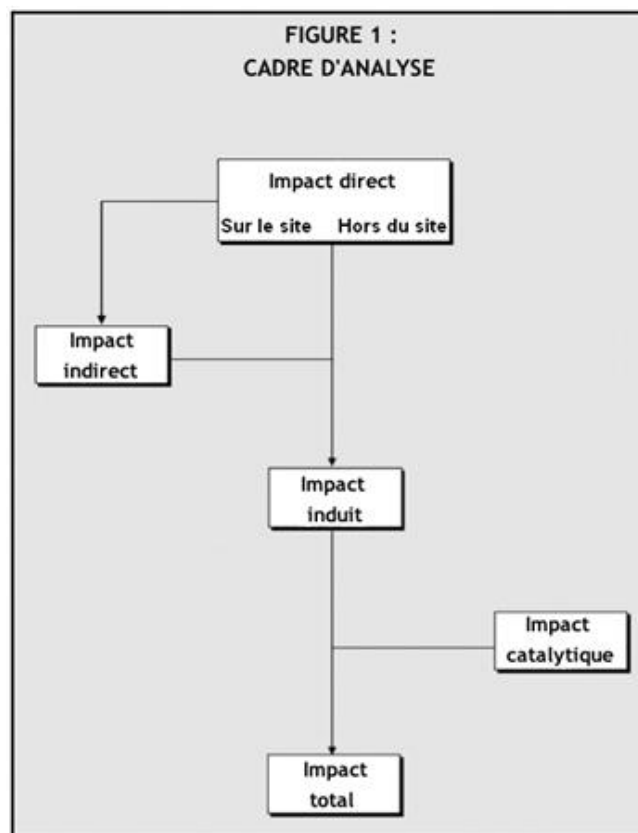 FIGURE 1 :
CADRE D'ANALYSE
Impact direct
Sur le site Hors du site
Impact
indirect
Impact
induit
Impact
catalytique
Impact
total